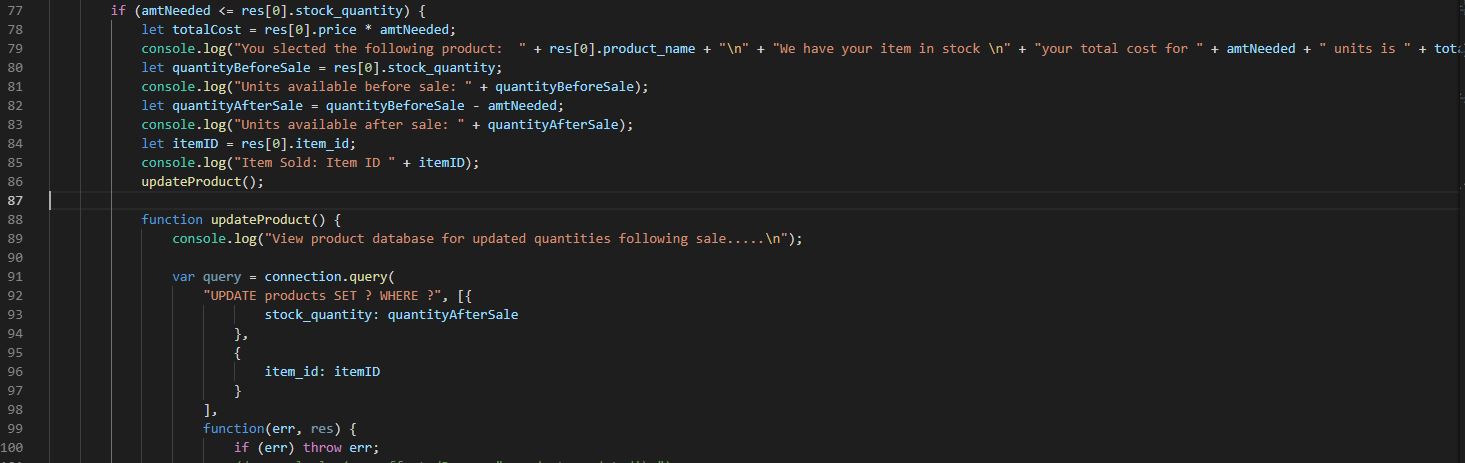 77 if (amtNeeded <= res[0].stock_quantity) {
78 let totalCost = res[0].price * amtNeeded;
79 console.log("You slected the following product:  " + res[0].product_name + "\n" + "We have your item in stock \n" + "your total cost for " + amtNeeded + " units is " +
80 let quantityBeforeSale = res[0].stock_quantity;
81 console.log("Units available before sale: " + quantityBeforeSale);
82 let quantityAfterSale = quantityBeforeSale - amtNeeded;
83 console.log("Units available after sale: " + quantityAfterSale);
84 let itemID = res[0].item_id;
85 console.log("Item Sold: Item ID " + itemID);
86 updateProduct();
87
88 function updateProduct() {
89 console.log("View product database for updated quantities following sale.....\n");
90
91 var query = connection.query(
92 "UPDATE products SET ? WHERE ?", [{
93 stock_quantity: quantityAfterSale
94 },
95 {
96 item_id: itemID
97 }
98 ],
99 function(err, res) {
100 if (err) throw err;